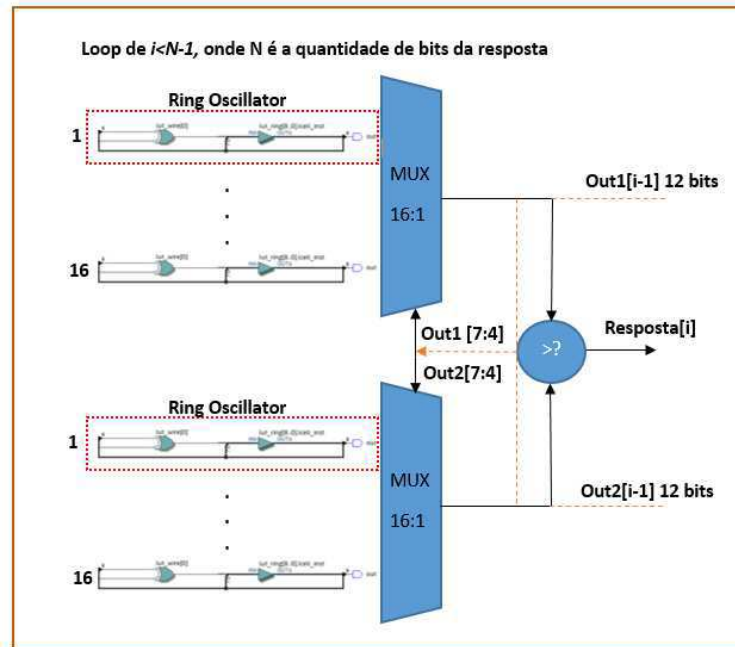 Loop de i<N-1, onde N é a quantidade de bits da resposta
Ring Oscillator
1
MUX
16:1
Out1[i-1] 12 bits
16
Out1 [7:4]
>?
Resposta[i]
Out2[7:4]
Ring Oscillator
1
MUX
16:1
Out2[i-1] 12 bits
16